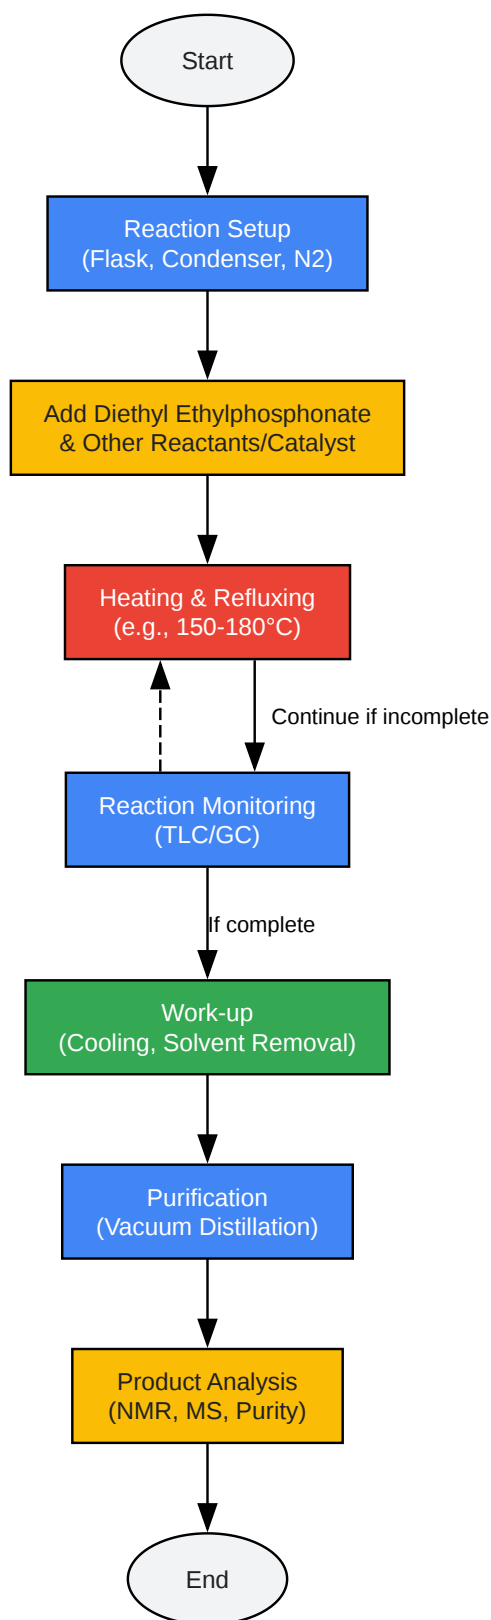 Start
Reaction Setup
(Flask, Condenser, N2)
Add Diethyl Ethylphosphonate
& Other Reactants/Catalyst
Heating & Refluxing
(e.g., 150-180°C)
Continue if incomplete
Reaction Monitoring
(TLC/GC)
If complete
Work-up
(Cooling, Solvent Removal)
Purification
(Vacuum Distillation)
Product Analysis
(NMR, MS, Purity)
End